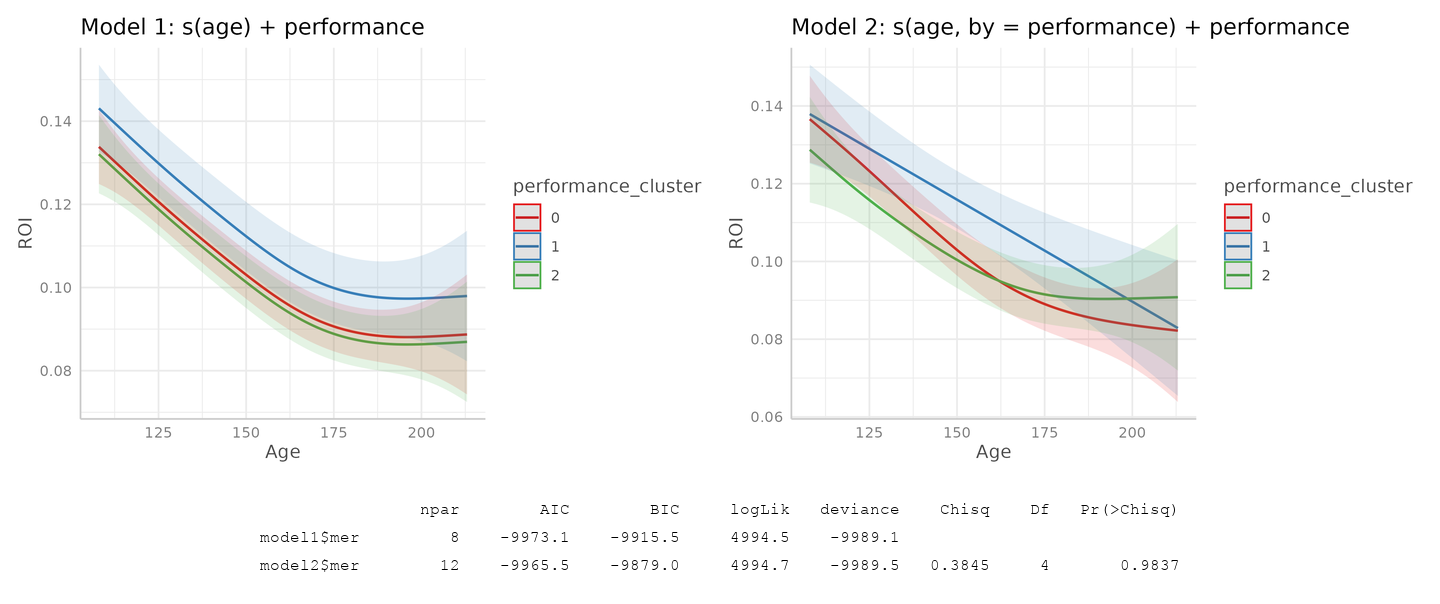 Model 1: s(age) + performance
0.14
0.12
0.10
0.08
ROI
125 150 175 200
Age
performance_cluster
0
1
2
Model 2: s(age, by = performance) + performance
0.14
0.12
0.10
0.08
0.06
ROI
125 150 175 200
Age
performance_cluster
0
1
2
npar AIC BIC logLik deviance Chisq Df Pr(>Chisq)
model1$mer 8 -9973.1 -9915.5 4994.5 -9989.1
model2$mer 12 -9965.5 -9879.0 4994.7 -9989.5 0.3845 4 0.9837